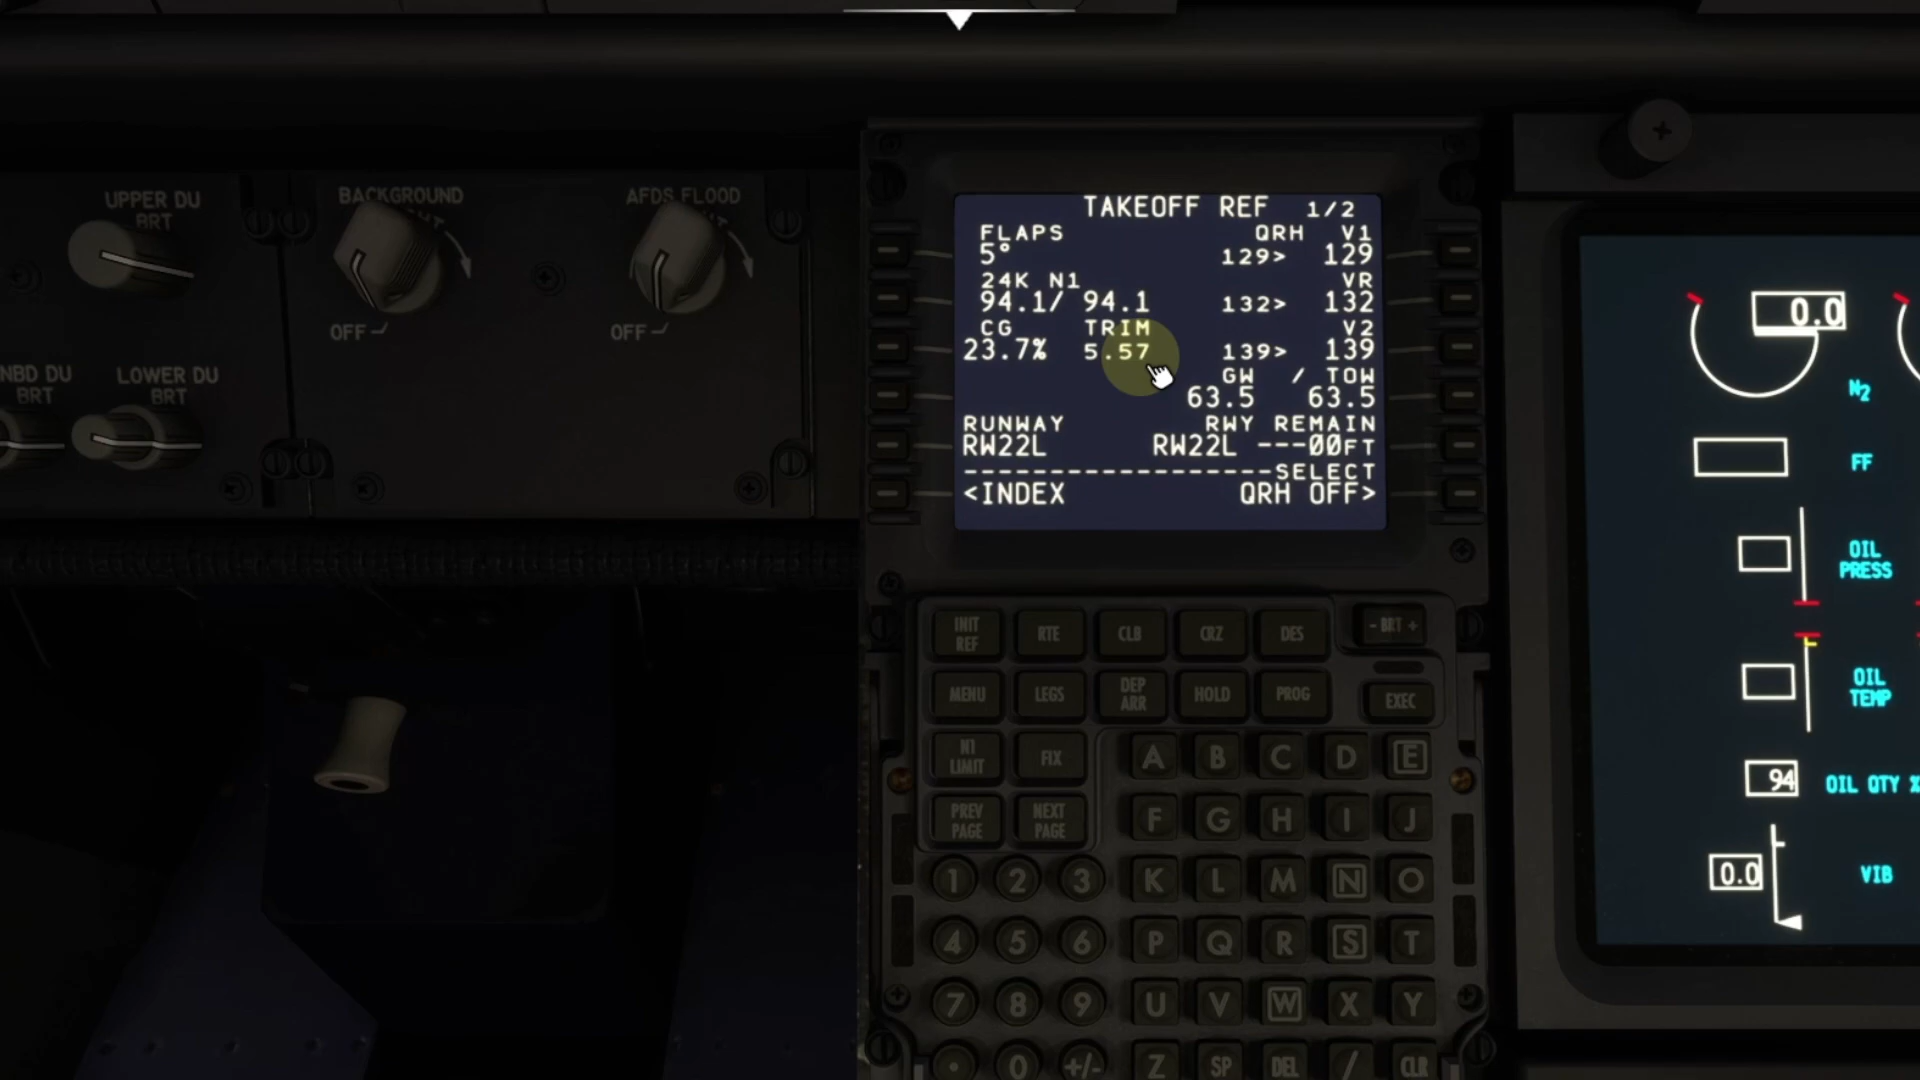 UPPER DU
BRT
BACKGROUND
AFDS FLOOD
OFF
OFF
LOWER DU
BRT
NBD DU
BRT
TAKEOFF REF 1/2
FLAPS QRH V1
5° 129> 129
24K N1 VR
94.1/ 94.1 132> 132
CG TRIM V2
23.7% 5.57 139> 139
GW / TOW
63.5 63.5
RUNWAY RWY REMAIN
RW22L RW22L ---00FT
------------------SELECT
<INDEX QRH OFF>
INIT REF RTE CLB CRZ DES - BRT +
MENU LEGS DEP ARR HOLD PROG EXEC
N1 LIMIT FIX A B C D E
PREV PAGE NEXT PAGE F G H I J
1 2 3 K L M N O
4 5 6 P Q R S T
7 8 9 U V W X Y
. 0 +/- Z SP DEL / CLR
0.0
N2
FF
OIL
PRESS
OIL
TEMP
94 OIL QTY %
0.0 VIB